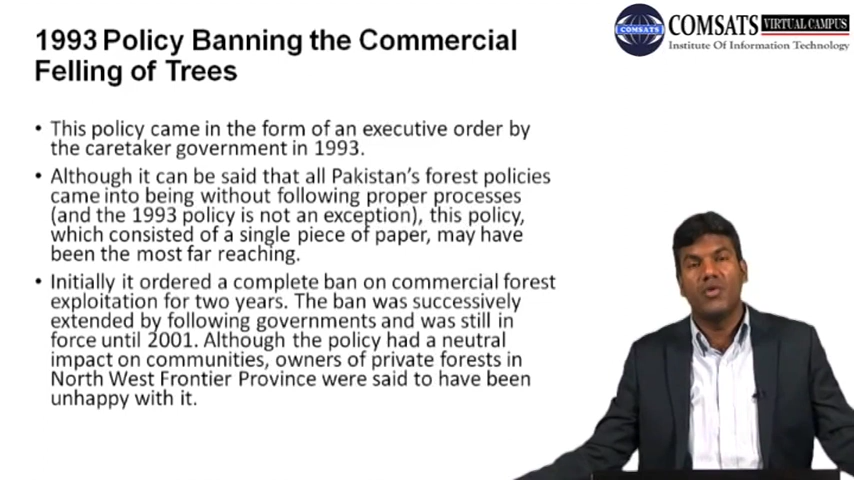 1993 Policy Banning the Commercial
Felling of Trees
COMSATS
COMSATS VIRTUAL CAMPUS
Institute Of Information Technology
• This policy came in the form of an executive order by
the caretaker government in 1993.
• Although it can be said that all Pakistan's forest policies
came into being without following proper processes
(and the 1993 policy is not an exception), this policy,
which consisted of a single piece of paper, may have
been the most far reaching.
• Initially it ordered a complete ban on commercial forest
exploitation for two years. The ban was successively
extended by following governments and was still in
force until 2001. Although the policy had a neutral
impact on communities, owners of private forests in
North West Frontier Province were said to have been
unhappy with it.